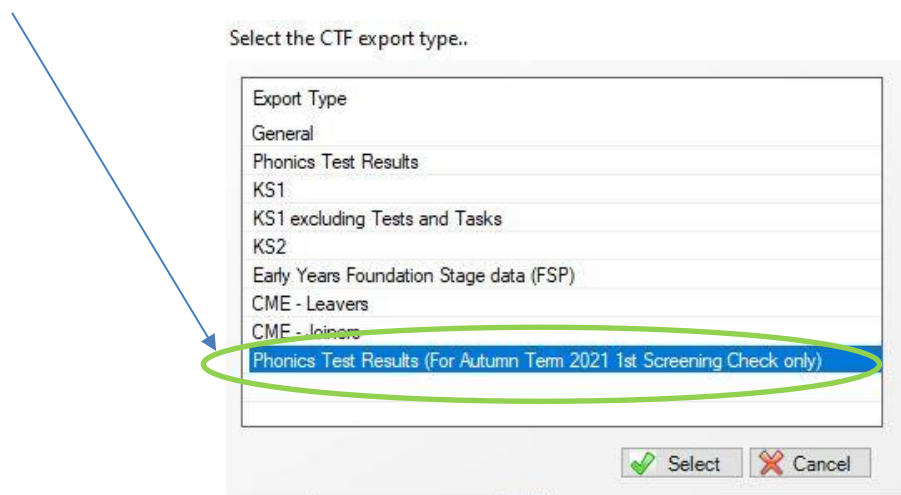 Select the CTF export type..
Export Type
General
Phonics Test Results
KS1
KS1 excluding Tests and Tasks
KS2
Early Years Foundation Stage data (FSP)
CME - Leavers
CME - Joiners
Phonics Test Results (For Autumn Term 2021 1st Screening Check only)
Select Cancel